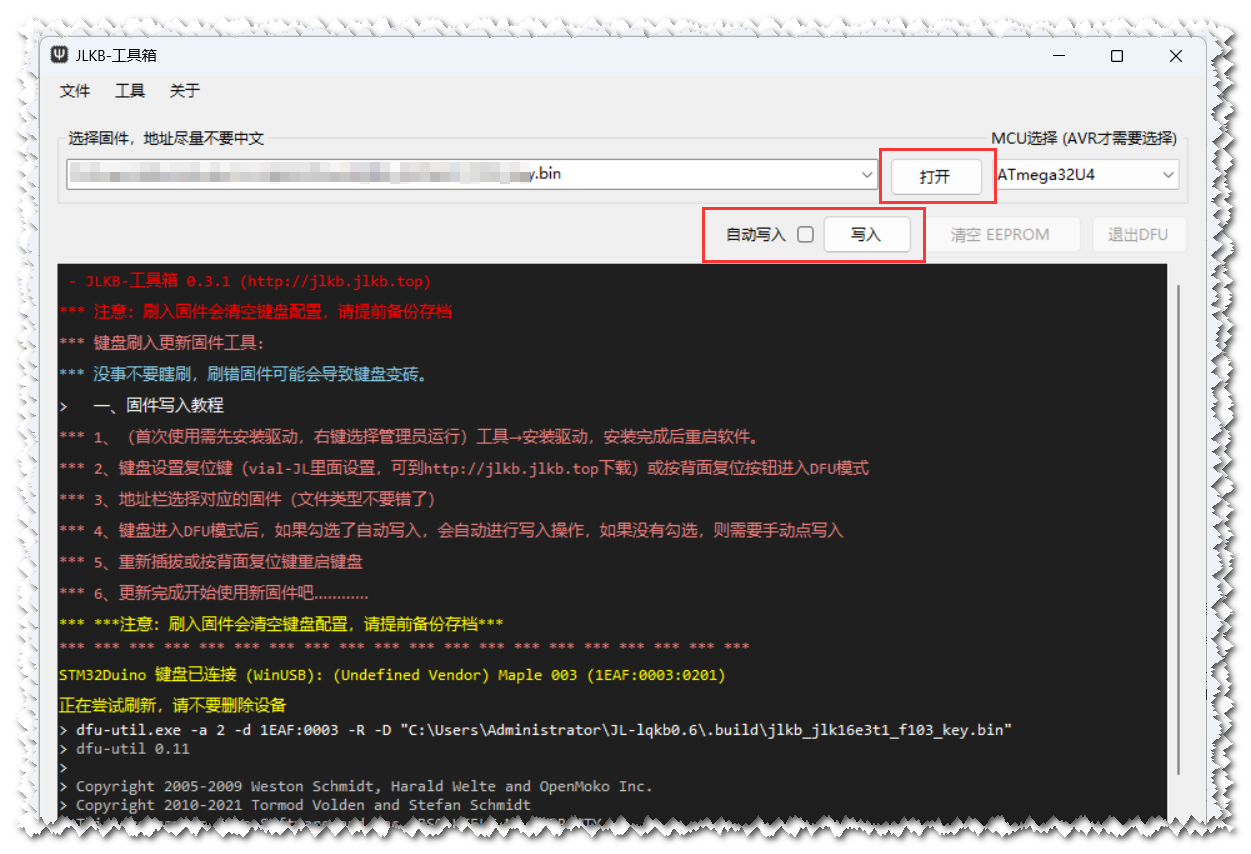 JLKB-工具箱
文件 工具 关于
选择固件，地址尽量不要中文 MCU选择 (AVR才需要选择)
.bin 打开 ATmega32U4
自动写入 写入 清空 EEPROM 退出DFU
- JLKB-工具箱 0.3.1 (http://jlkb.jlkb.top)
*** 注意: 刷入固件会清空键盘配置，请提前备份存档
*** 键盘刷入更新固件工具:
*** 没事不要瞎刷，刷错固件可能会导致键盘变砖。
> 一、固件写入教程
*** 1、（首次使用需先安装驱动，右键选择管理员运行）工具→安装驱动，安装完成后重启软件。
*** 2、键盘设置复位键（vial-JL里面设置，可到http://jlkb.jlkb.top下载）或按背面复位按钮进入DFU模式
*** 3、地址栏选择对应的固件（文件类型不要错了）
*** 4、键盘进入DFU模式后，如果勾选了自动写入，会自动进行写入操作，如果没有勾选，则需要手动点写入
*** 5、重新插拔或按背面复位键重启键盘
*** 6、更新完成开始使用新固件吧............
*** ***注意: 刷入固件会清空键盘配置，请提前备份存档***
*** *** *** *** *** *** *** *** *** *** *** *** *** *** *** *** *** *** *** ***
STM32Duino 键盘已连接 (WinUSB): (Undefined Vendor) Maple 003 (1EAF:0003:0201)
正在尝试刷新，请不要删除设备
> dfu-util.exe -a 2 -d 1EAF:0003 -R -D "C:\Users\Administrator\JL-lqkb0.6\.build\jlkb_jlk16e3t1_f103_key.bin"
> dfu-util 0.11
>
> Copyright 2005-2009 Weston Schmidt, Harald Welte and OpenMoko Inc.
> Copyright 2010-2021 Tormod Volden and Stefan Schmidt